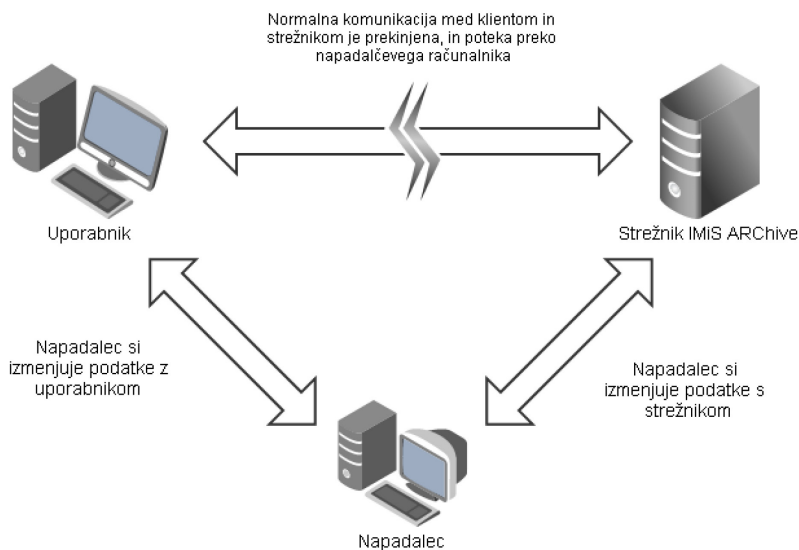 Normalna komunikacija med klientom in
strežnikom je prekinjena, in poteka preko
napadalčevega računalnika
Uporabnik
Strežnik IMiS ARChive
Napadalec si
izmenjuje podatke z
uporabnikom
Napadalec si
izmenjuje podatke s
strežnikom
Napadalec